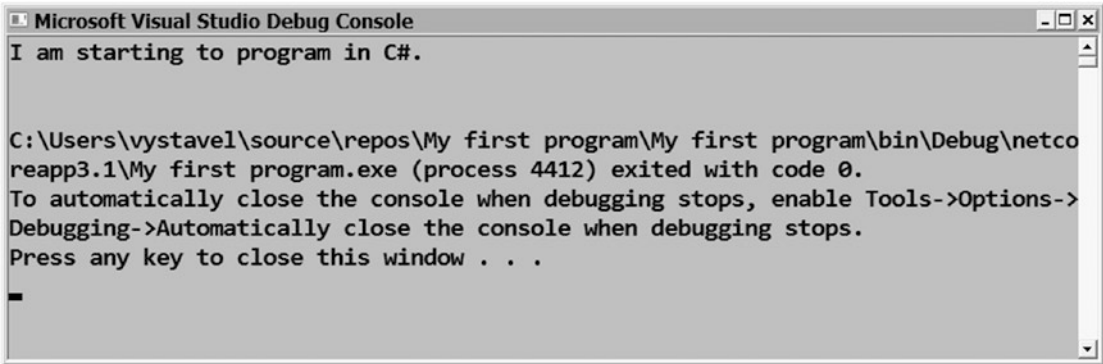 Microsoft Visual Studio Debug Console
I am starting to program in C#.
C:\Users\vystavel\source\repos\My first program\My first program\bin\Debug\netco
reapp3.1\My first program.exe (process 4412) exited with code 0.
To automatically close the console when debugging stops, enable Tools->Options->
Debugging->Automatically close the console when debugging stops.
Press any key to close this window . . .